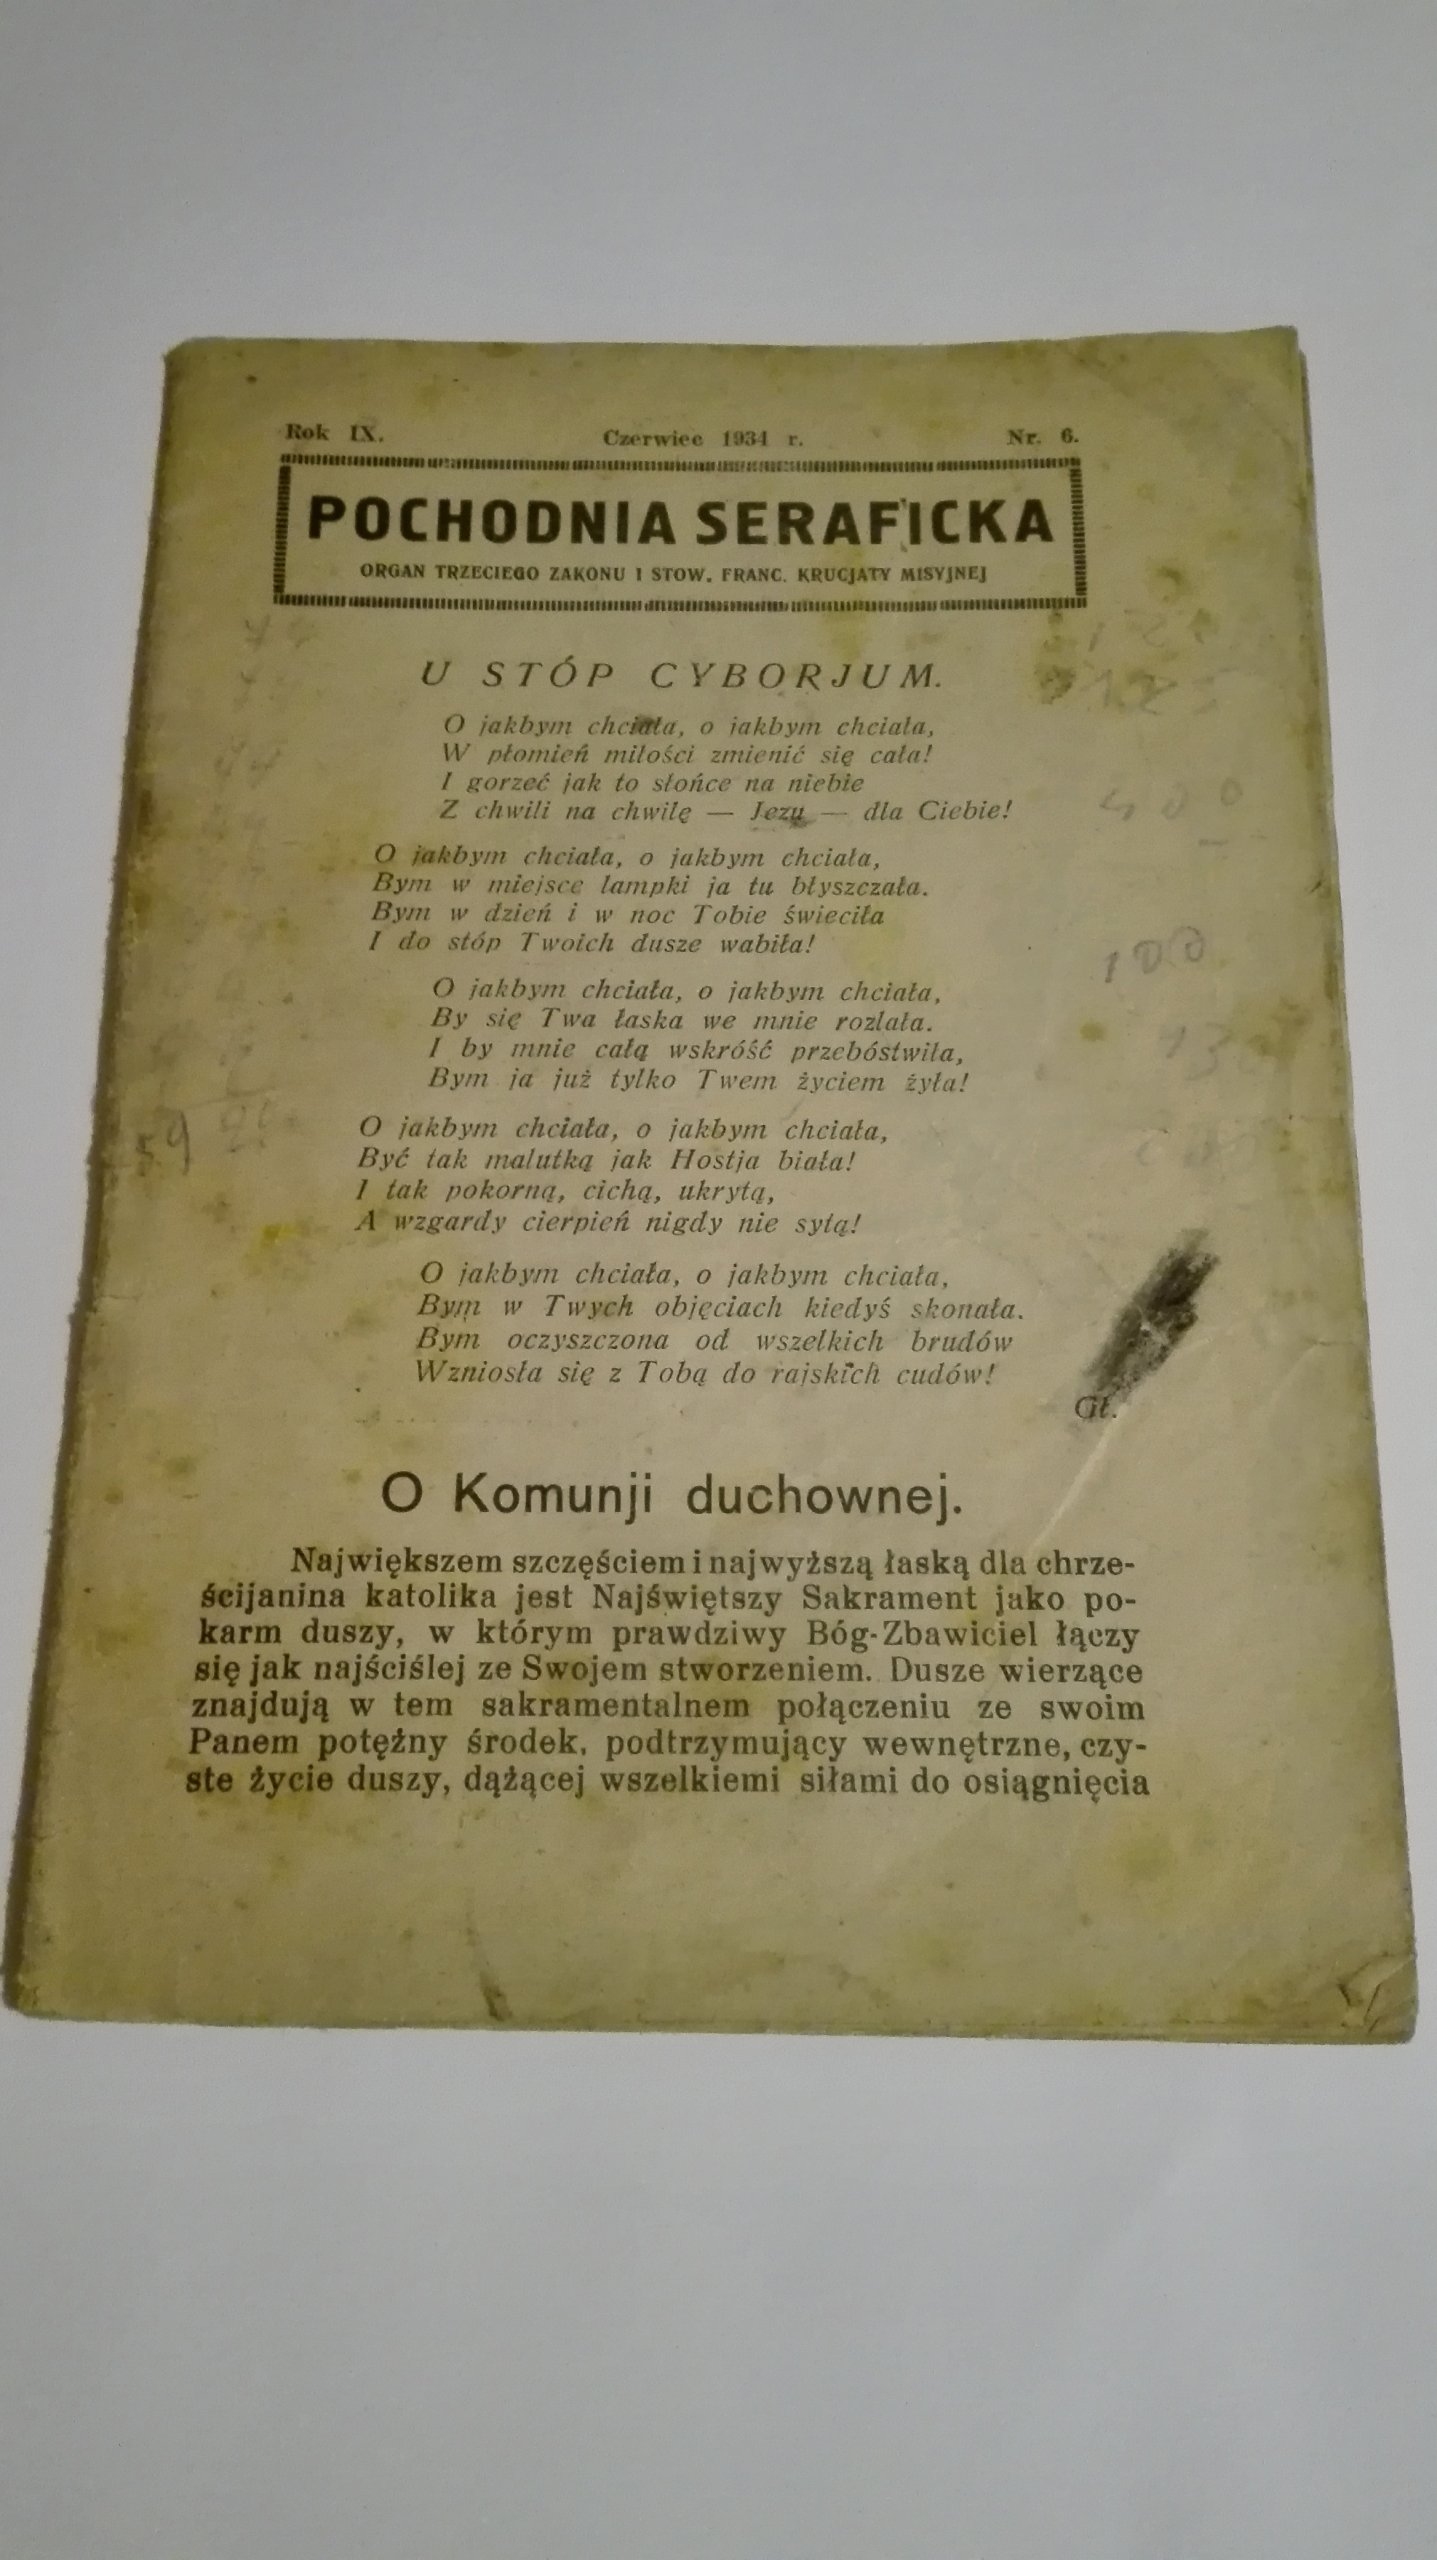 Rok IX. Czerwiec 1934 r. Nr. 6.
POCHODNIA SERAFICKA
ORGAN TRZECIEGO ZAKONU I STOW. FRANC. KRUCJATY MISYJNEJ
U STÓP CYBORJUM.
O jakbym chciała, o jakbym chciała,
W płomień miłości zmienić się cała!
I gorzeć jak to słońce na niebie
Z chwili na chwilę — Jezu — dla Ciebie!
O jakbym chciała, o jakbym chciała,
Bym w miejsce lampki ja tu błyszczała.
Bym w dzień i w noc Tobie świeciła
I do stóp Twoich dusze wabiła!
O jakbym chciała, o jakbym chciała,
By się Twa łaska we mnie rozlała.
I by mnie całą wskróść przebóstwiła,
Bym ja już tylko Twem życiem żyła!
O jakbym chciała, o jakbym chciała,
Być tak malutką jak Hostja biała!
I tak pokorną, cichą, ukrytą,
A wzgardy cierpień nigdy nie sytą!
O jakbym chciała, o jakbym chciała,
Bym w Twych objęciach kiedyś skonała.
Bym oczyszczona od wszelkich brudów
Wzniosła się z Tobą do rajskich cudów!
Gł.
O Komunji duchownej.
Największem szczęściem i najwyższą łaską dla chrze-
ścijanina katolika jest Najświętszy Sakrament jako po-
karm duszy, w którym prawdziwy Bóg-Zbawiciel łączy
się jak najściślej ze Swojem stworzeniem. Dusze wierzące
znajdują w tem sakramentalnem połączeniu ze swoim
Panem potężny środek, podtrzymujący wewnętrzne, czy-
ste życie duszy, dążącej wszelkiemi siłami do osiągnięcia
59
400
100